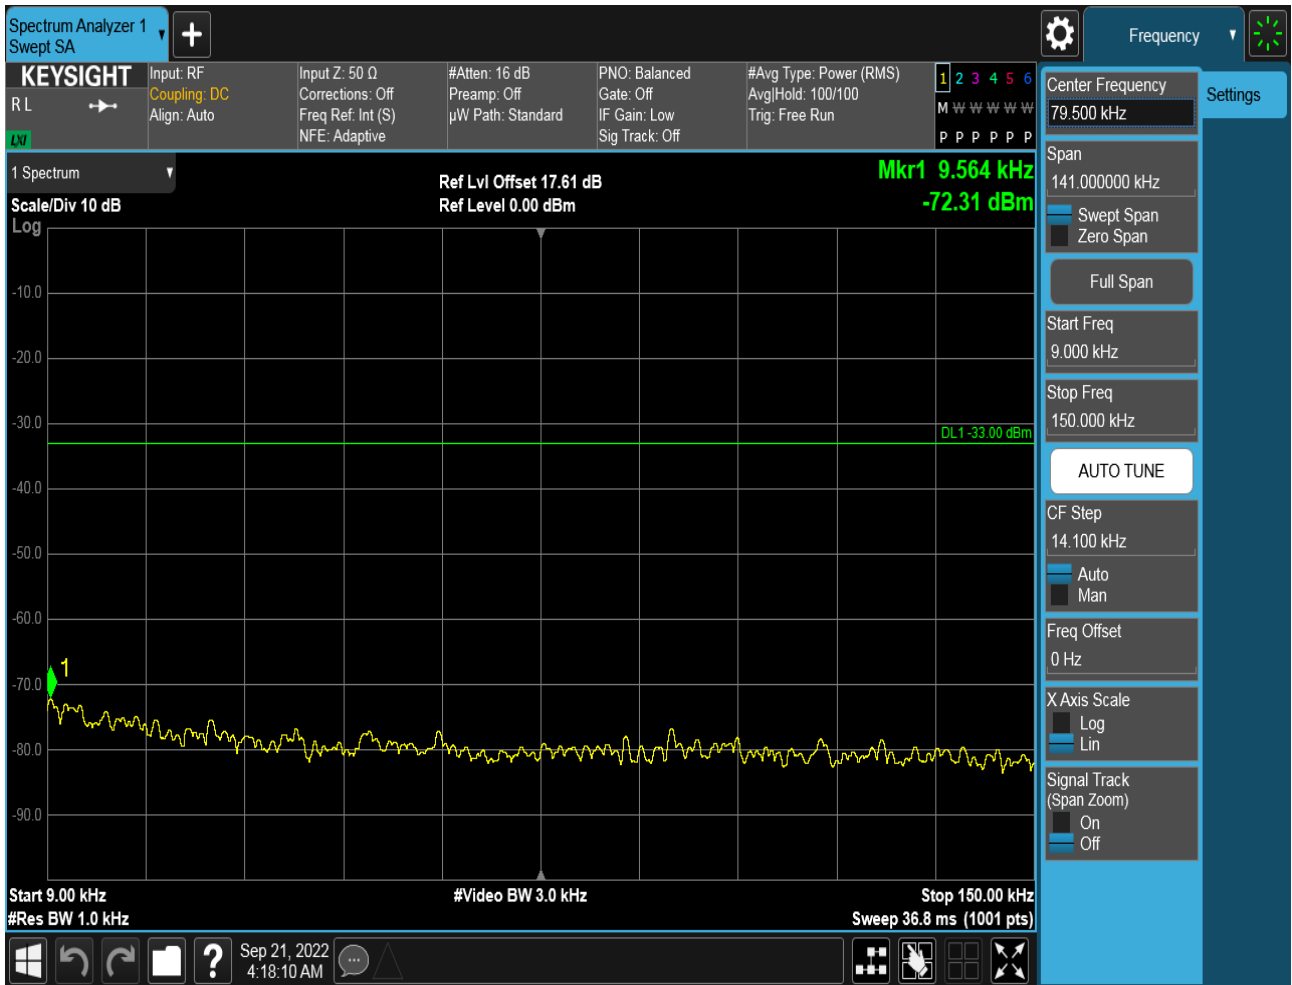 Spectrum Analyzer 1
Swept SA
Frequency
KEYSIGHT
R L
LXI
Input: RF
Coupling: DC
Align: Auto
Input Z: 50 Ω
Corrections: Off
Freq Ref: Int (S)
NFE: Adaptive
#Atten: 16 dB
Preamp: Off
µW Path: Standard
PNO: Balanced
Gate: Off
IF Gain: Low
Sig Track: Off
#Avg Type: Power (RMS)
Avg|Hold: 100/100
Trig: Free Run
1 2 3 4 5 6
M W W W W W
P P P P P P
1 Spectrum
Scale/Div 10 dB
Log
Ref Lvl Offset 17.61 dB
Ref Level 0.00 dBm
Mkr1 9.564 kHz
-72.31 dBm
-10.0
-20.0
-30.0
DL1 -33.00 dBm
-40.0
-50.0
-60.0
1
-70.0
-80.0
-90.0
Start 9.00 kHz
#Res BW 1.0 kHz
#Video BW 3.0 kHz
Stop 150.00 kHz
Sweep 36.8 ms (1001 pts)
Settings
Center Frequency
79.500 kHz
Span
141.000000 kHz
Swept Span
Zero Span
Full Span
Start Freq
9.000 kHz
Stop Freq
150.000 kHz
AUTO TUNE
CF Step
14.100 kHz
Auto
Man
Freq Offset
0 Hz
X Axis Scale
Log
Lin
Signal Track
(Span Zoom)
On
Off
?
Sep 21, 2022
4:18:10 AM